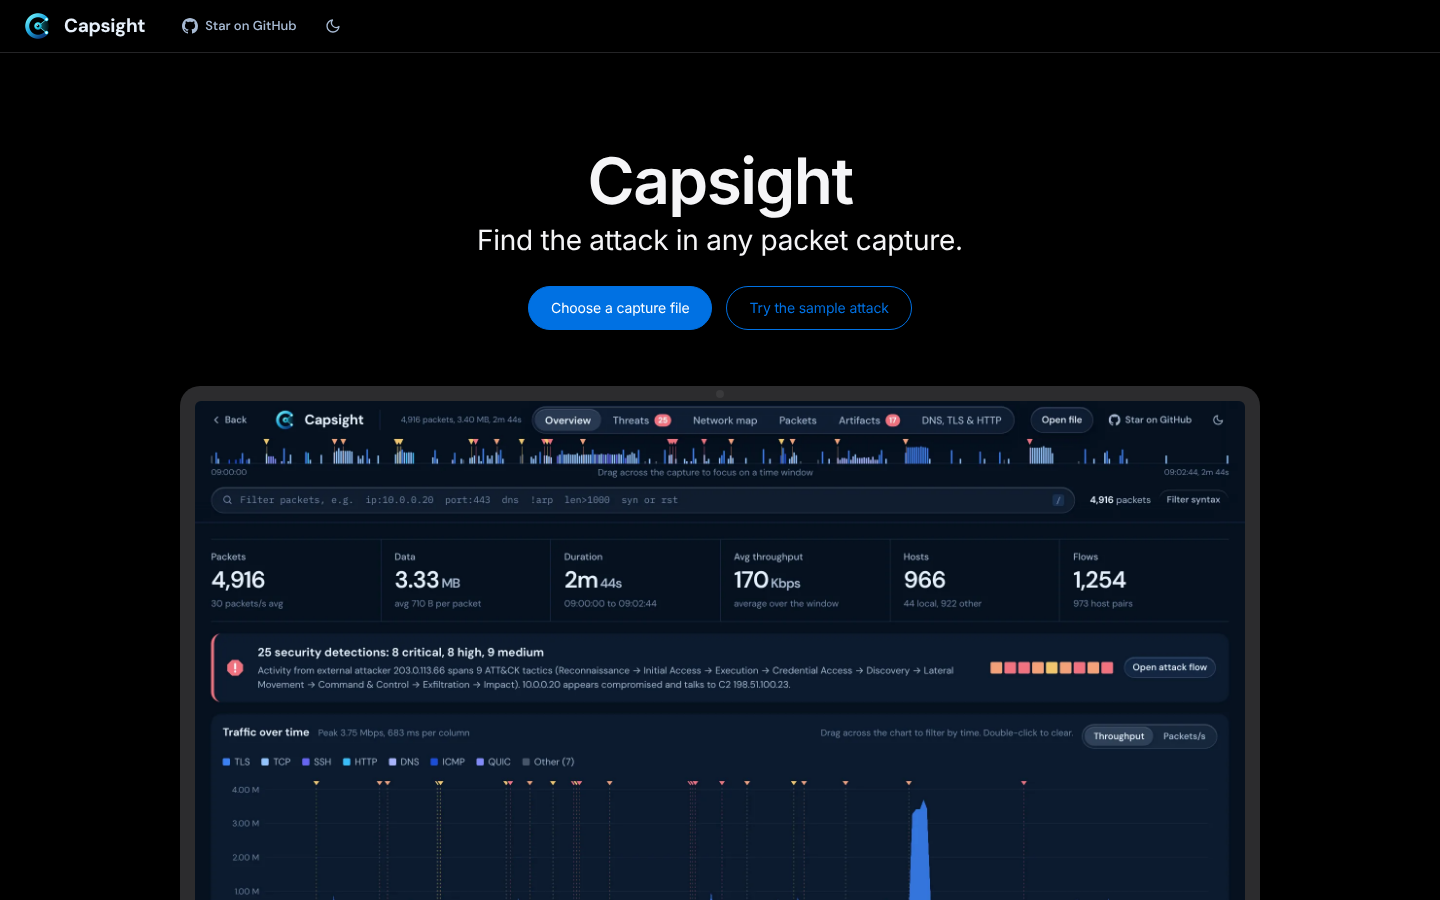 Capsight
Star on GitHub
Capsight
Find the attack in any packet capture.
Choose a capture file
Try the sample attack
Back
Capsight
4,916 packets, 3.40 MB, 2m 44s
Overview
Threats 25
Network map
Packets
Artifacts 17
DNS, TLS & HTTP
Open file
Star on GitHub
09:00:00
Drag across the capture to focus on a time window
09:02:44, 2m 44s
Filter packets, e.g. ip:10.0.0.20 port:443 dns !arp len>1000 syn or rst
/
4,916 packets
Filter syntax
Packets
4,916
30 packets/s avg
Data
3.33 MB
avg 710 B per packet
Duration
2m 44s
09:00:00 to 09:02:44
Avg throughput
170 Kbps
average over the window
Hosts
966
44 local, 922 other
Flows
1,254
973 host pairs
25 security detections: 8 critical, 8 high, 9 medium
Activity from external attacker 203.0.113.66 spans 9 ATT&CK tactics (Reconnaissance → Initial Access → Execution → Credential Access → Discovery → Lateral
Movement → Command & Control → Exfiltration → Impact). 10.0.0.20 appears compromised and talks to C2 198.51.100.23.
Open attack flow
Traffic over time
Peak 3.75 Mbps, 683 ms per column
Drag across the chart to filter by time. Double-click to clear.
Throughput
Packets/s
TLS
TCP
SSH
HTTP
DNS
ICMP
QUIC
Other (7)
4.00 M
3.00 M
2.00 M
1.00 M